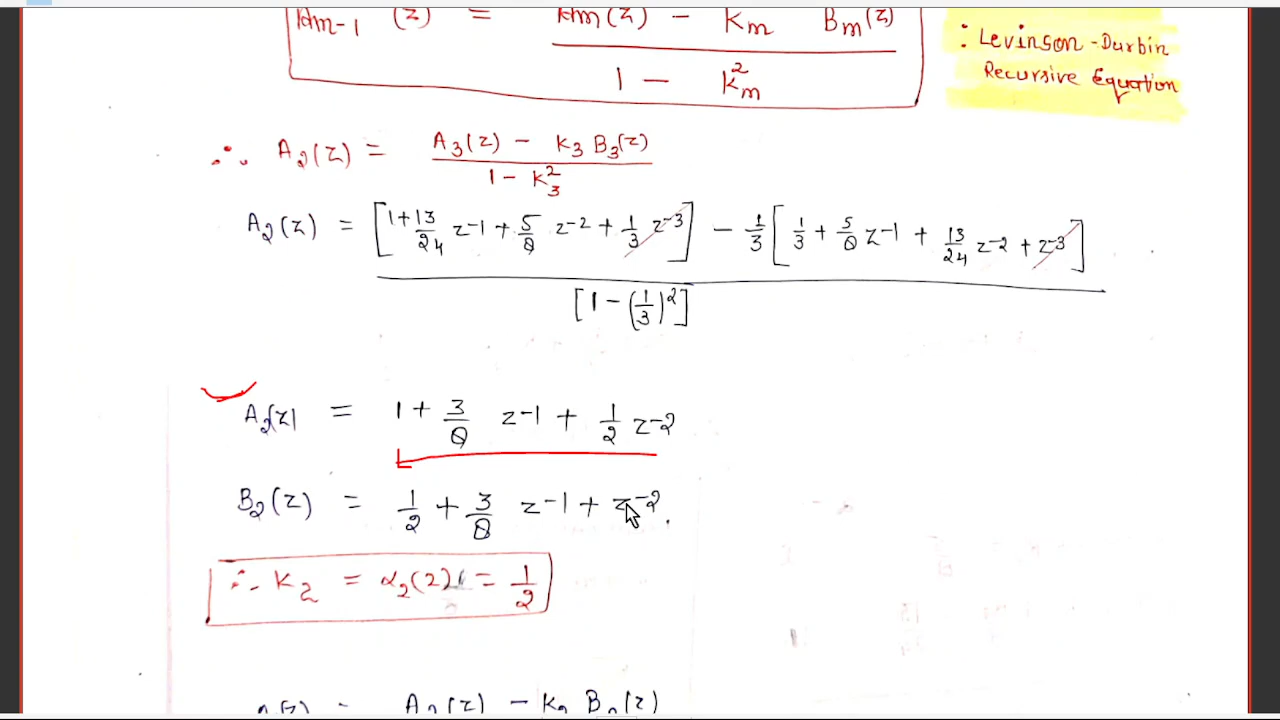 Am-1 (z) = Am(z) - Km Bm(z) / 1 - K²m
∴ Levinson-Durbin
Recursive Equation
∴ A2(z) = A3(z) - K3 B3(z) / 1 - K²3
A2(z) = [1+13/24 z-1 + 5/8 z-2 + 1/3 z-3] - 1/3 [1/3 + 5/8 z-1 + 13/24 z-2 + z-3] / [1-(1/3)2]
A2(z) = 1 + 3/8 z-1 + 1/2 z-2
B2(z) = 1/2 + 3/8 z-1 + z-2.
∴ K2 = α2(2) = 1/2